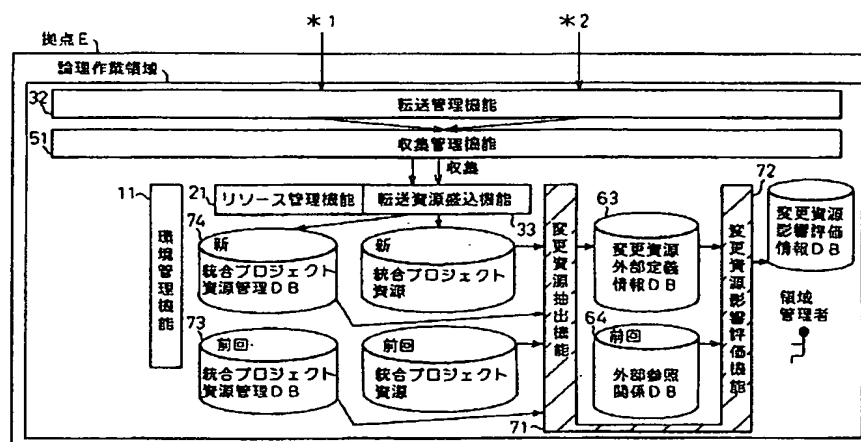 *1
*2
拠点E
論理作業領域
32
転送管理機能
51
収集管理機能
収集
11
環境管理機能
21
リソース管理機能
転送資源盛込機能
33
74
新
統合プロジェクト
資源管理DB
新
統合プロジェクト
資源
73
前回
統合プロジェクト
資源管理DB
前回
統合プロジェクト
資源
変更資源抽出機能
71
63
変更資源
外部定義
情報DB
64
前回
外部参照
関係DB
変更資源影響評価機能
72
変更資源
影響評価
情報DB
領域
管理者